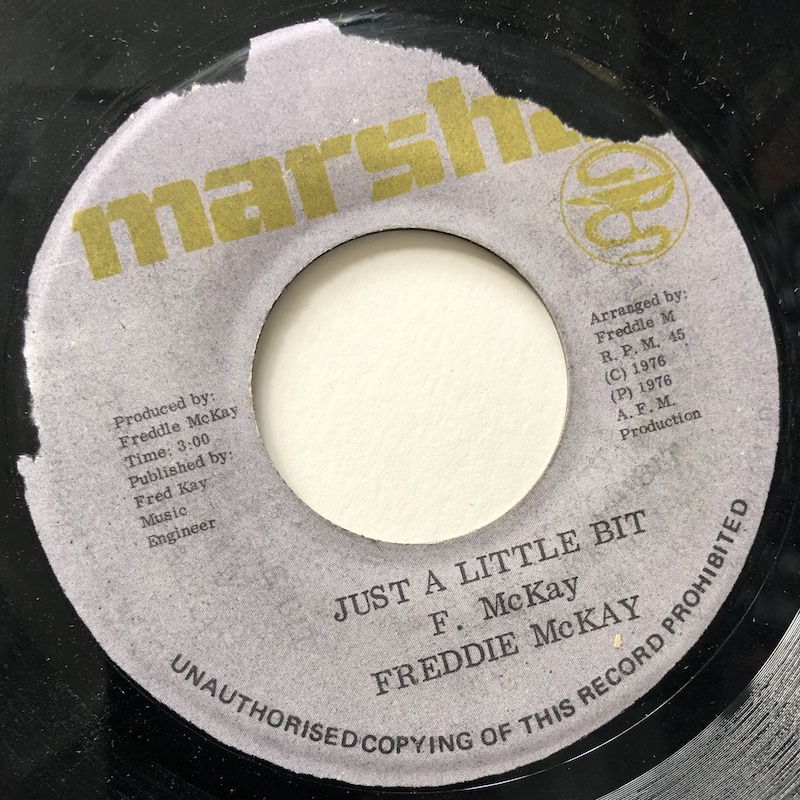 marsh
Produced by:
Freddie McKay
Time: 3:00
Published by:
Fred Kay
Music
Engineer
Arranged by:
Freddie M
R. P. M. 45
(C) 1976
(P) 1976
A. F. M.
Production
JUST A LITTLE BIT
F. McKay
FREDDIE McKAY
UNAUTHORISED COPYING OF THIS RECORD PROHIBITED